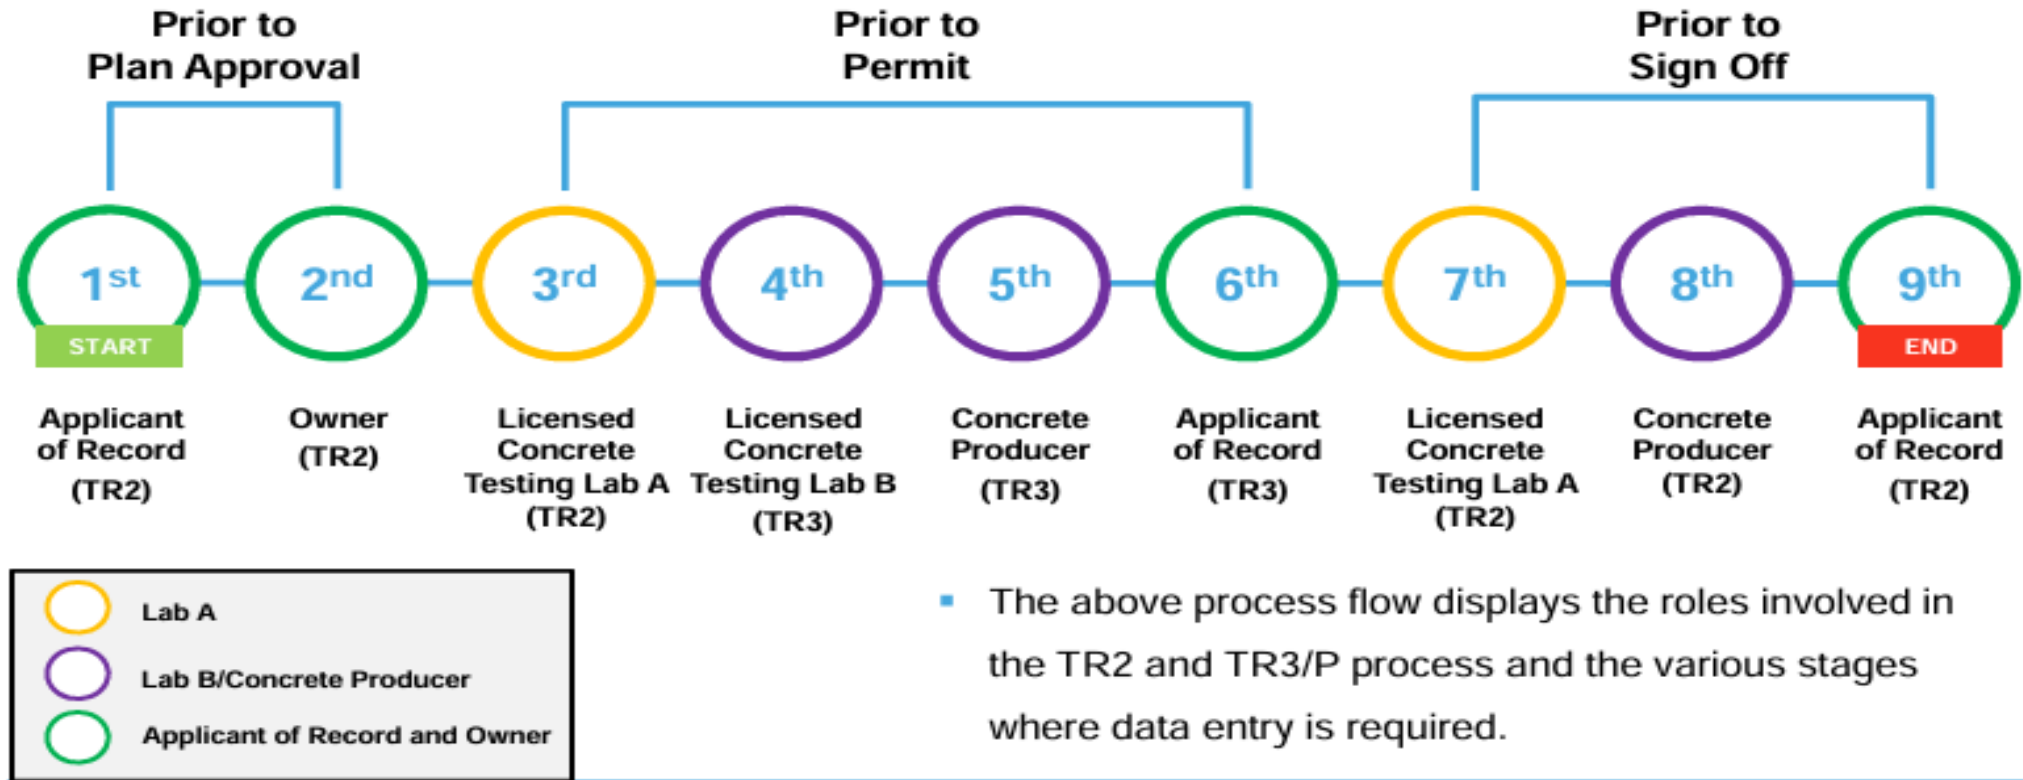 Prior to
Plan Approval
Prior to
Permit
Prior to
Sign Off
1st
2nd
3rd
4th
5th
6th
7th
8th
9th
START
END
Applicant
of Record
(TR2)
Owner
(TR2)
Licensed
Concrete
Testing Lab A
(TR2)
Licensed
Concrete
Testing Lab B
(TR3)
Concrete
Producer
(TR3)
Applicant
of Record
(TR3)
Licensed
Concrete
Testing Lab A
(TR2)
Concrete
Producer
(TR2)
Applicant
of Record
(TR2)
Lab A
Lab B/Concrete Producer
Applicant of Record and Owner
▪ The above process flow displays the roles involved in
the TR2 and TR3/P process and the various stages
where data entry is required.